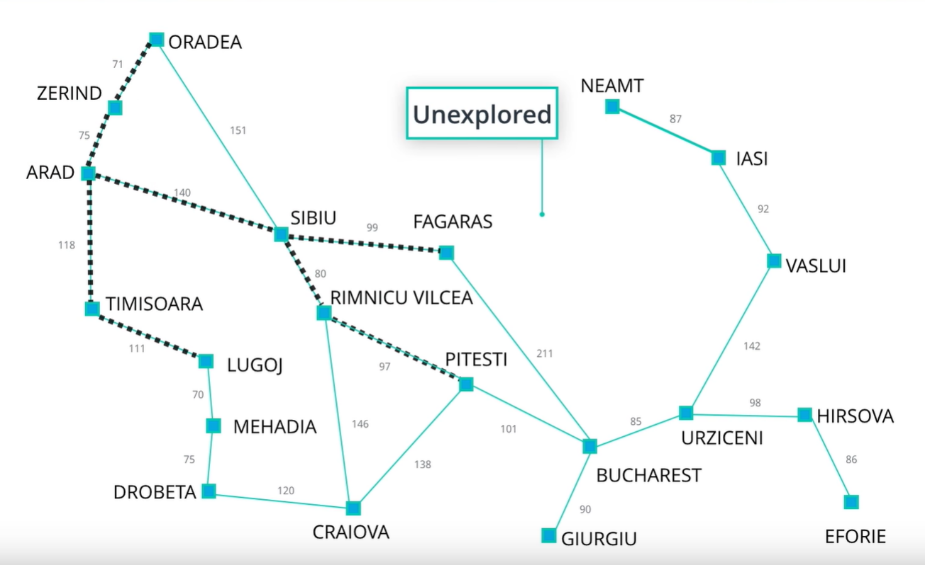 ORADEA
71
ZERIND
NEAMT
Unexplored
87
151
75
IASI
ARAD
140
92
SIBIU
FAGARAS
99
118
VASLUI
80
TIMISOARA
RIMNICU VILCEA
111
142
211
PITESTI
LUGOJ
97
70
98
HIRSOVA
MEHADIA
146
85
101
URZICENI
75
138
86
BUCHAREST
DROBETA
120
90
CRAIOVA
GIURGIU
EFORIE